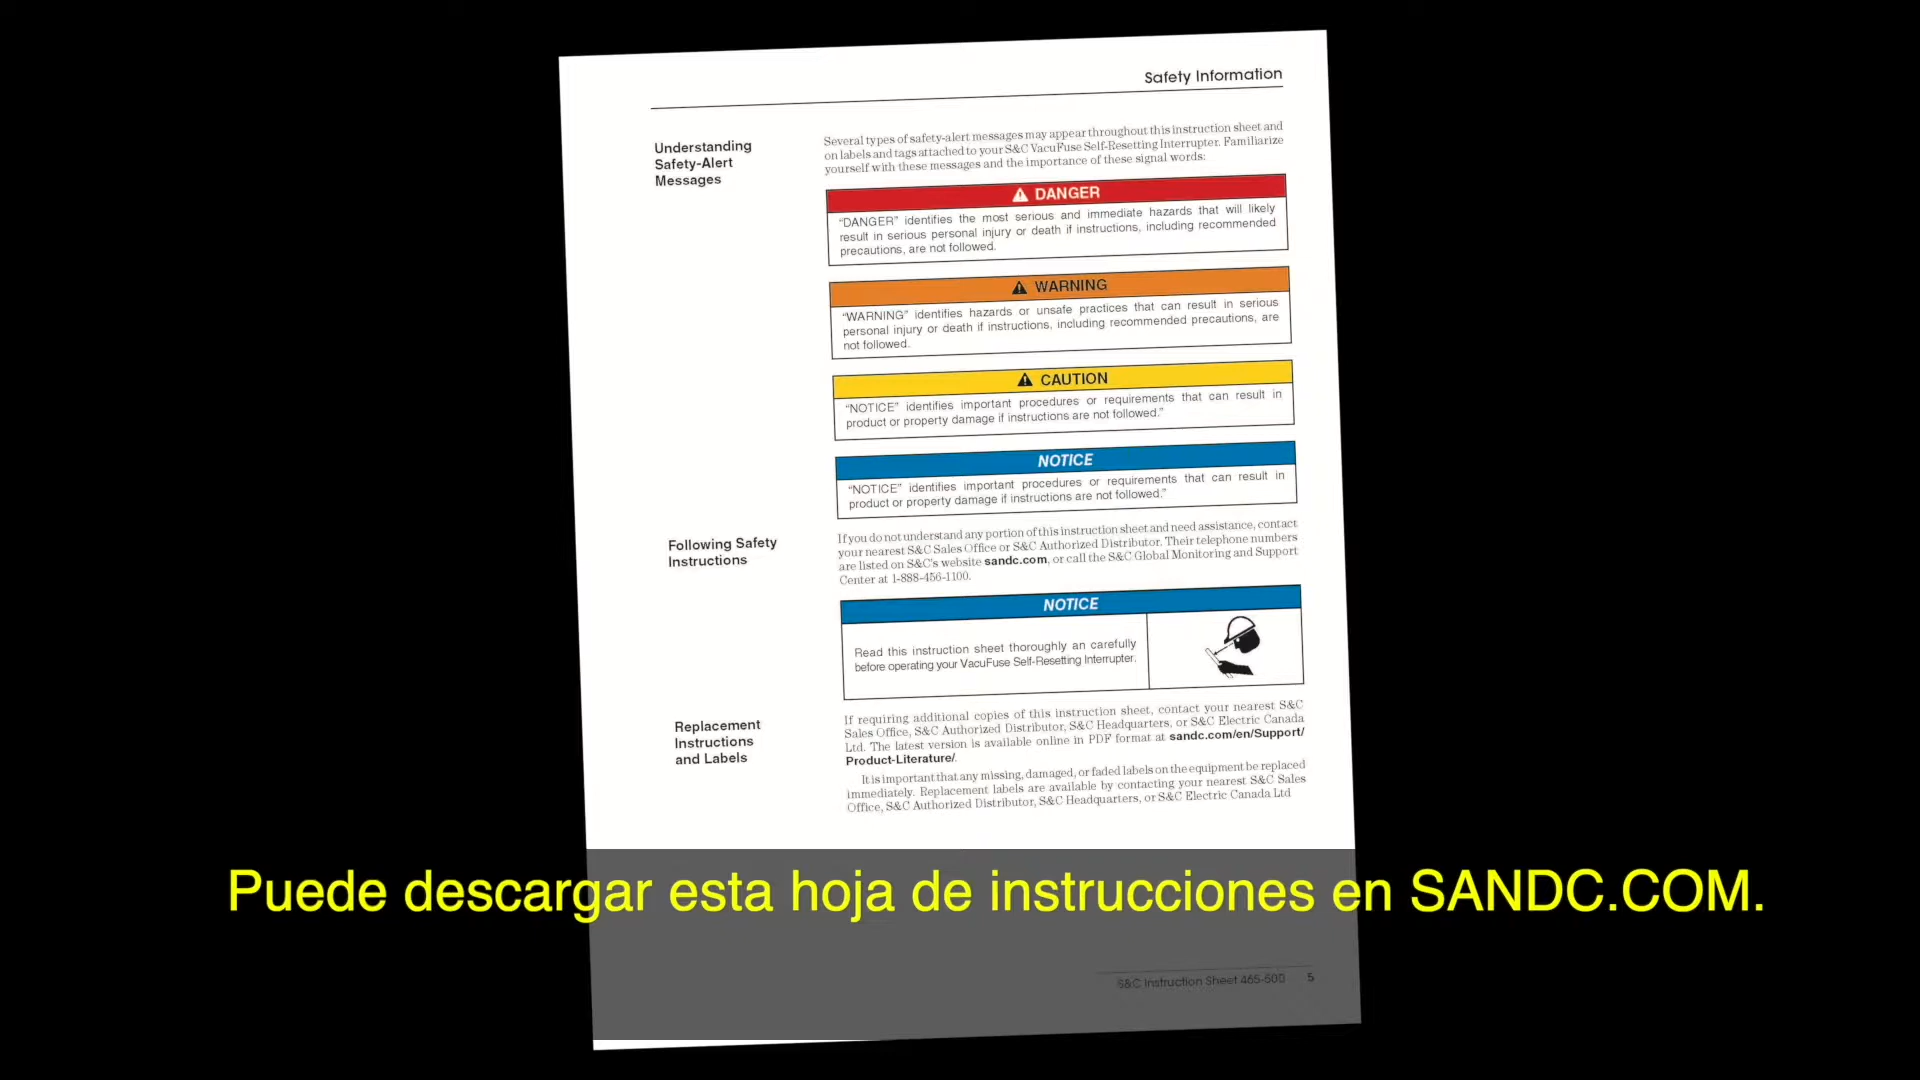 Safety Information
Understanding
Safety-Alert
Messages
Several types of safety-alert messages may appear throughout this instruction sheet and
on labels and tags attached to your S&C VacuFuse Self-Resetting Interrupter. Familiarize
yourself with these messages and the importance of these signal words:
DANGER
“DANGER” identifies the most serious and immediate hazards that will likely
result in serious personal injury or death if instructions, including recommended
precautions, are not followed.
WARNING
“WARNING” identifies hazards or unsafe practices that can result in serious
personal injury or death if instructions, including recommended precautions, are
not followed.
CAUTION
“NOTICE” identifies important procedures or requirements that can result in
product or property damage if instructions are not followed.”
NOTICE
“NOTICE” identifies important procedures or requirements that can result in
product or property damage if instructions are not followed.”
Following Safety
Instructions
If you do not understand any portion of this instruction sheet and need assistance, contact
your nearest S&C Sales Office or S&C Authorized Distributor. Their telephone numbers
are listed on S&C's website sandc.com, or call the S&C Global Monitoring and Support
Center at 1-888-456-1100.
NOTICE
Read this instruction sheet thoroughly an carefully
before operating your VacuFuse Self-Resetting Interrupter.
Replacement
Instructions
and Labels
If requiring additional copies of this instruction sheet, contact your nearest S&C
Sales Office, S&C Authorized Distributor, S&C Headquarters, or S&C Electric Canada
Ltd. The latest version is available online in PDF format at sandc.com/en/Support/
Product-Literature/.
It is important that any missing, damaged, or faded labels on the equipment be replaced
immediately. Replacement labels are available by contacting your nearest S&C Sales
Office, S&C Authorized Distributor, S&C Headquarters, or S&C Electric Canada Ltd
Puede descargar esta hoja de instrucciones en SANDC.COM.
S&C Instruction Sheet 465-500 5